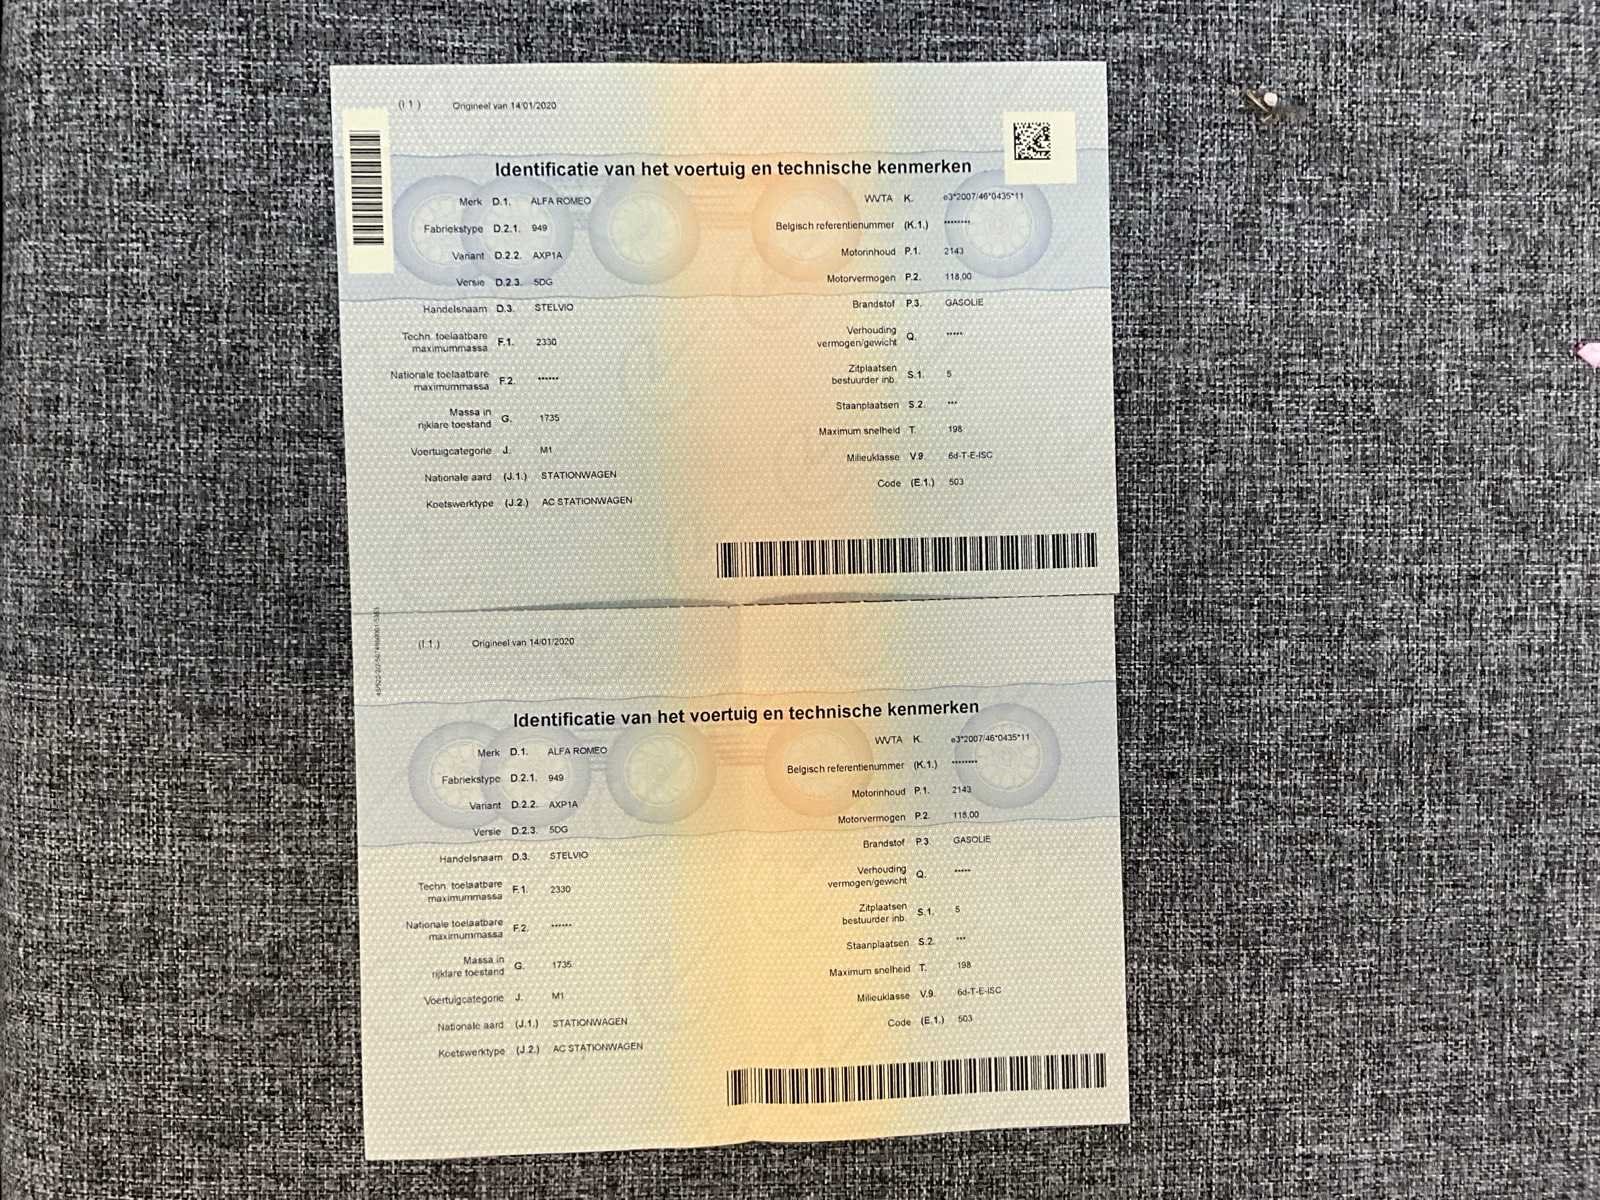 (I 1 ) Origineel van 14/01/2020
Identificatie van het voertuig en technische kenmerken
Merk D.1. ALFA ROMEO
Fabriekstype D.2.1. 949
Variant D.2.2. AXP1A
Versie D.2.3. 5DG
Handelsnaam D.3. STELVIO
Techn. toelaatbare
maximummassa F.1. 2330
Nationale toelaatbare
maximummassa F.2. ******
Massa in
rijklare toestand G. 1735
Voertuigcategorie J. M1
Nationale aard (J.1.) STATIONWAGEN
Koetswerktype (J.2.) AC STATIONWAGEN
WVTA K. e3*2007/46*0435*11
Belgisch referentienummer (K.1.) ********
Motorinhoud P.1. 2143
Motorvermogen P.2. 118,00
Brandstof P.3. GASOLIE
Verhouding
vermogen/gewicht Q. *****
Zitplaatsen
bestuurder inb. S.1. 5
Staanplaatsen S.2. ***
Maximum snelheid T. 198
Milieuklasse V.9. 6d-T-E-ISC
Code (E.1.) 503
(I.1.) Origineel van 14/01/2020
Identificatie van het voertuig en technische kenmerken
Merk D.1. ALFA ROMEO
Fabriekstype D.2.1. 949
Variant D.2.2. AXP1A
Versie D.2.3. 5DG
Handelsnaam D.3. STELVIO
Techn. toelaatbare
maximummassa F.1. 2330
Nationale toelaatbare
maximummassa F.2. ******
Massa in
rijklare toestand G. 1735
Voertuigcategorie J. M1
Nationale aard (J.1.) STATIONWAGEN
Koetswerktype (J.2.) AC STATIONWAGEN
WVTA K. e3*2007/46*0435*11
Belgisch referentienummer (K.1.) ********
Motorinhoud P.1. 2143
Motorvermogen P.2. 118,00
Brandstof P.3. GASOLIE
Verhouding
vermogen/gewicht Q. *****
Zitplaatsen
bestuurder inb. S.1. 5
Staanplaatsen S.2. ***
Maximum snelheid T. 198
Milieuklasse V.9. 6d-T-E-ISC
Code (E.1.) 503